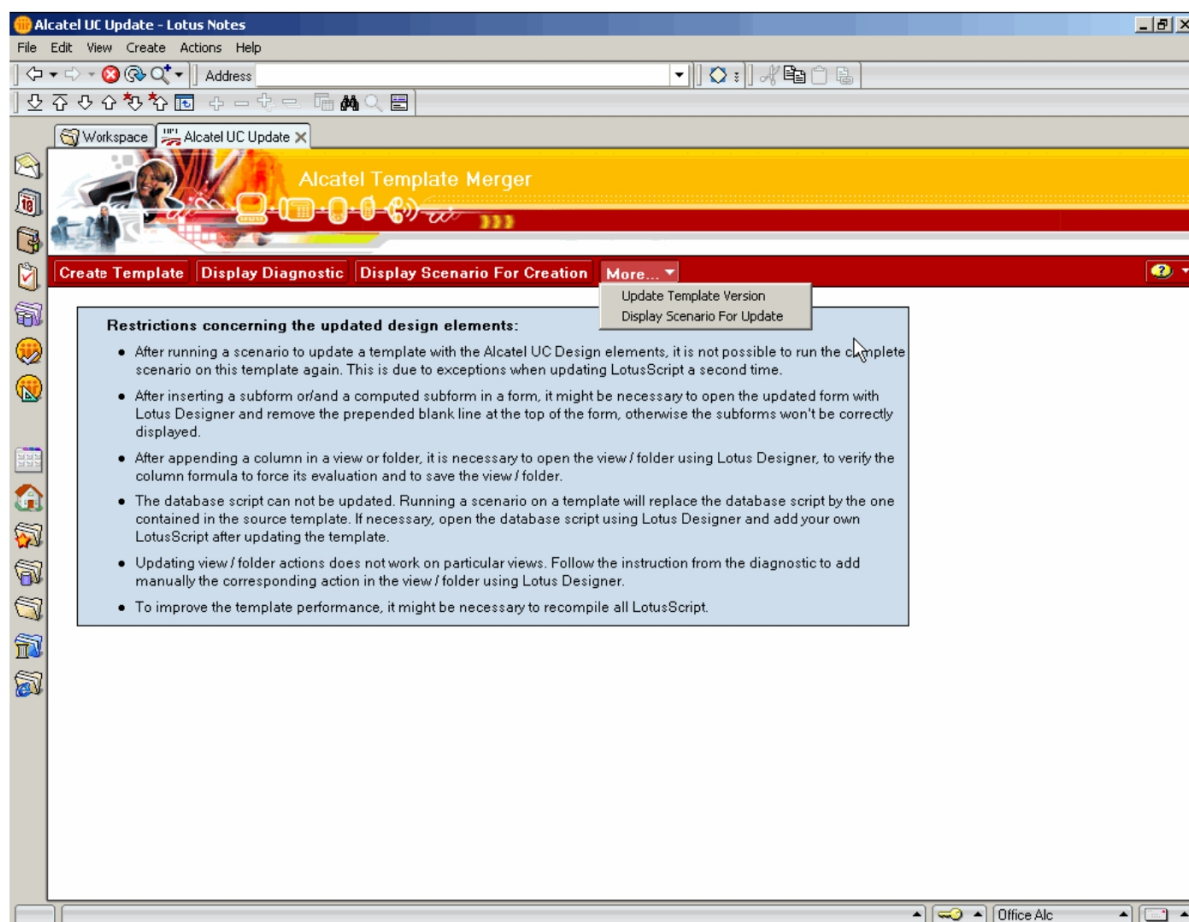 Alcatel UC Update - Lotus Notes
File Edit View Create Actions Help
Address
Workspace Alcatel UC Update
Alcatel Template Merger
Create Template Display Diagnostic Display Scenario For Creation More...
Update Template Version
Display Scenario For Update
Restrictions concerning the updated design elements:
• After running a scenario to update a template with the Alcatel UC Design elements, it is not possible to run the complete
scenario on this template again. This is due to exceptions when updating LotusScript a second time.
• After inserting a subform or/and a computed subform in a form, it might be necessary to open the updated form with
Lotus Designer and remove the prepended blank line at the top of the form, otherwise the subforms won't be correctly
displayed.
• After appending a column in a view or folder, it is necessary to open the view / folder using Lotus Designer, to verify the
column formula to force its evaluation and to save the view / folder.
• The database script can not be updated. Running a scenario on a template will replace the database script by the one
contained in the source template. If necessary, open the database script using Lotus Designer and add your own
LotusScript after updating the template.
• Updating view / folder actions does not work on particular views. Follow the instruction from the diagnostic to add
manually the corresponding action in the view / folder using Lotus Designer.
• To improve the template performance, it might be necessary to recompile all LotusScript.
Office Alc